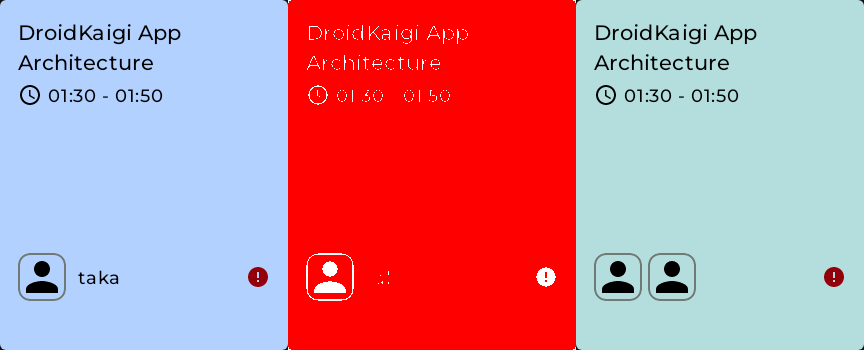 DroidKaigi App
Architecture
01:30 - 01:50
taka
DroidKaigi App
Architecture
01:30 - 01:50
DroidKaigi App
Architecture
01:30 - 01:50